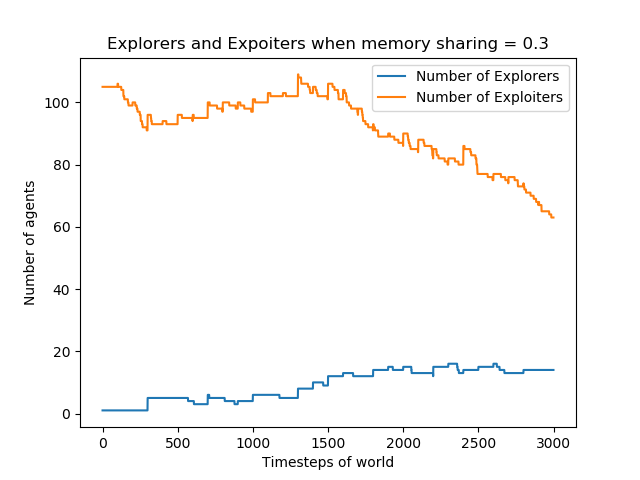 Explorers and Expoiters when memory sharing = 0.3
Number of Explorers
Number of Exploiters
Number of agents
100
80
60
40
20
0
0 500 1000 1500 2000 2500 3000
Timesteps of world